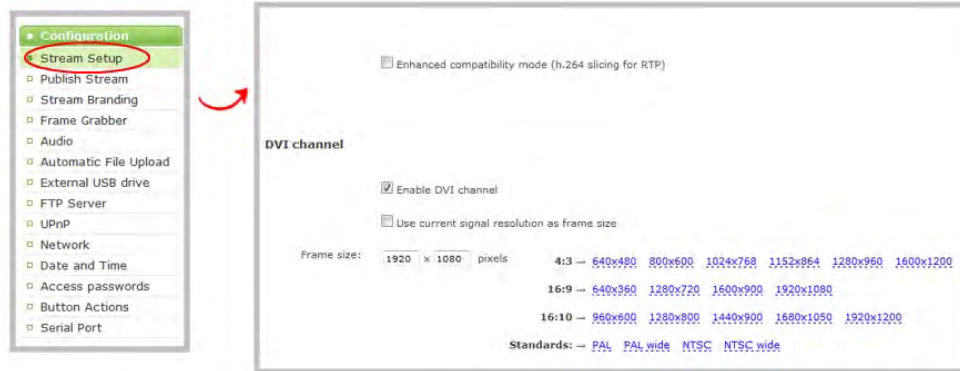 Configuration
Stream Setup
Publish Stream
Stream Branding
Frame Grabber
Audio
Automatic File Upload
External USB drive
FTP Server
UPnP
Network
Date and Time
Access passwords
Button Actions
Serial Port
Enhanced compatibility mode (h.264 slicing for RTP)
DVI channel
Enable DVI channel
Use current signal resolution as frame size
Frame size: 1920 x 1080 pixels 4:3 — 640x480 800x600 1024x768 1152x864 1280x960 1600x1200
16:9 — 640x360 1280x720 1600x900 1920x1080
16:10 — 960x600 1280x800 1440x900 1680x1050 1920x1200
Standards: — PAL PAL wide NTSC NTSC wide